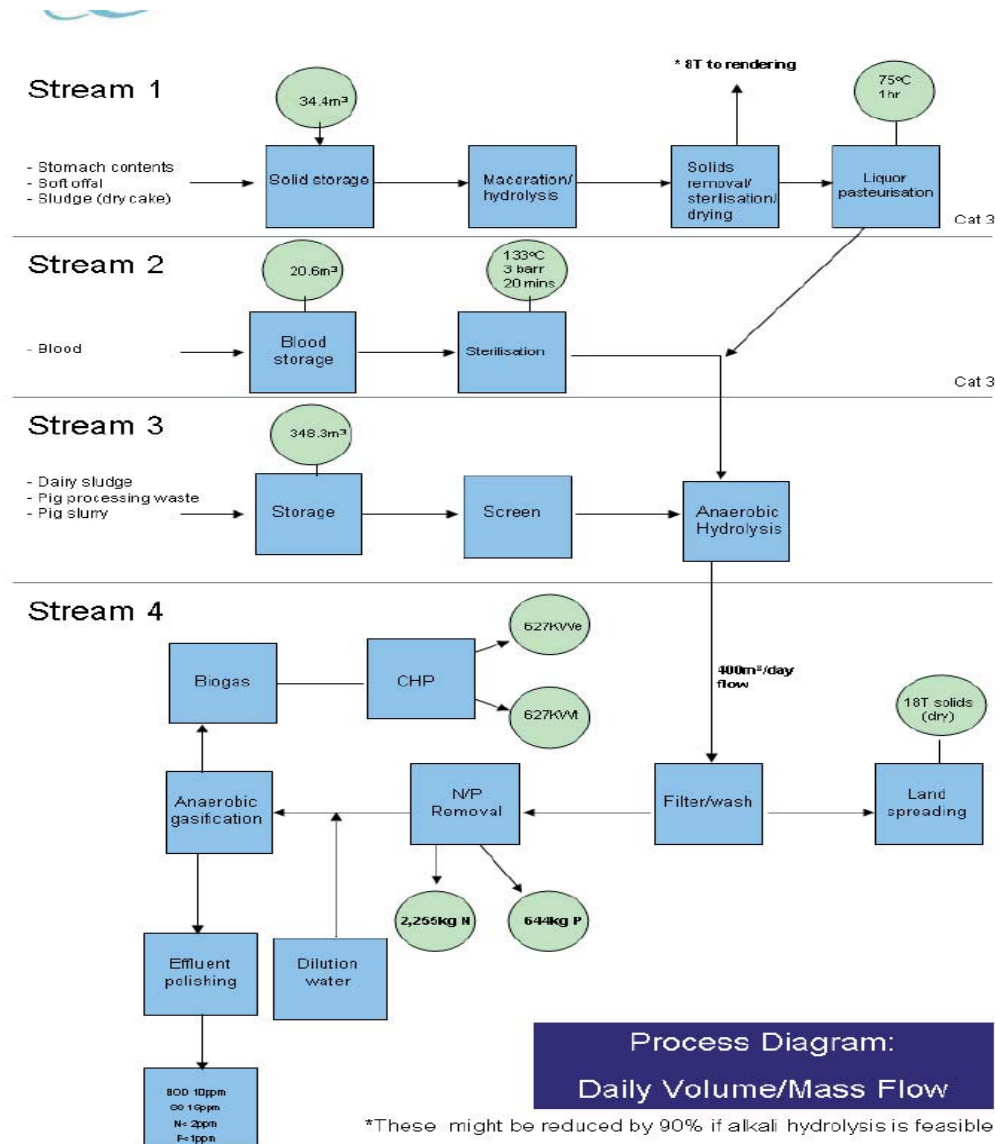 Stream 1
* 8T to rendering
34.4m³
75ºC
1hr
- Stomach contents
- Soft offal
- Sludge (dry cake)
Solid storage
Maceration/
hydrolysis
Solids
removal/
sterilisation/
drying
Liquor
pasteurisation
Cat 3
Stream 2
20.6m³
133ºC
3 barr
20 mins
- Blood
Blood
storage
Sterilisation
Cat 3
Stream 3
348.3m³
- Dairy sludge
- Pig processing waste
- Pig slurry
Storage
Screen
Anaerobic
Hydrolysis
Stream 4
627KWe
Biogas
CHP
627KWt
400m³/day
flow
18T solids
(dry)
Anaerobic
gasification
N/P
Removal
Filter/wash
Land
spreading
2,255kg N
644kg P
Effluent
polishing
Dilution
water
BOD 10ppm
15ppm
N< 2ppm
P<1ppm
Process Diagram:
Daily Volume/Mass Flow
*These might be reduced by 90% if alkali hydrolysis is feasible